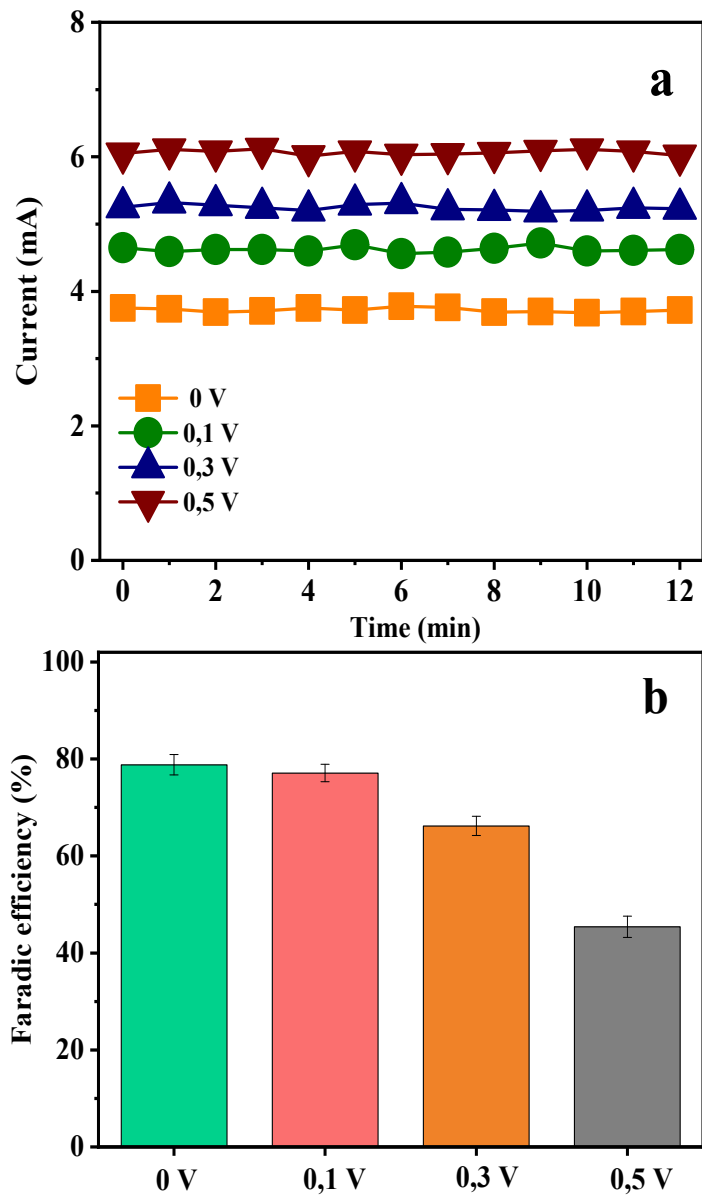 a
8
6
4
2
0
Current (mA)
0 V
0,1 V
0,3 V
0,5 V
0 2 4 6 8 10 12
Time (min)
b
100
80
60
40
20
0
Faradic efficiency (%)
0 V 0,1 V 0,3 V 0,5 V